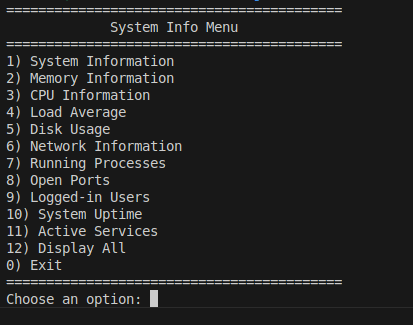 ==========================================
System Info Menu
==========================================
1) System Information
2) Memory Information
3) CPU Information
4) Load Average
5) Disk Usage
6) Network Information
7) Running Processes
8) Open Ports
9) Logged-in Users
10) System Uptime
11) Active Services
12) Display All
0) Exit
==========================================
Choose an option: